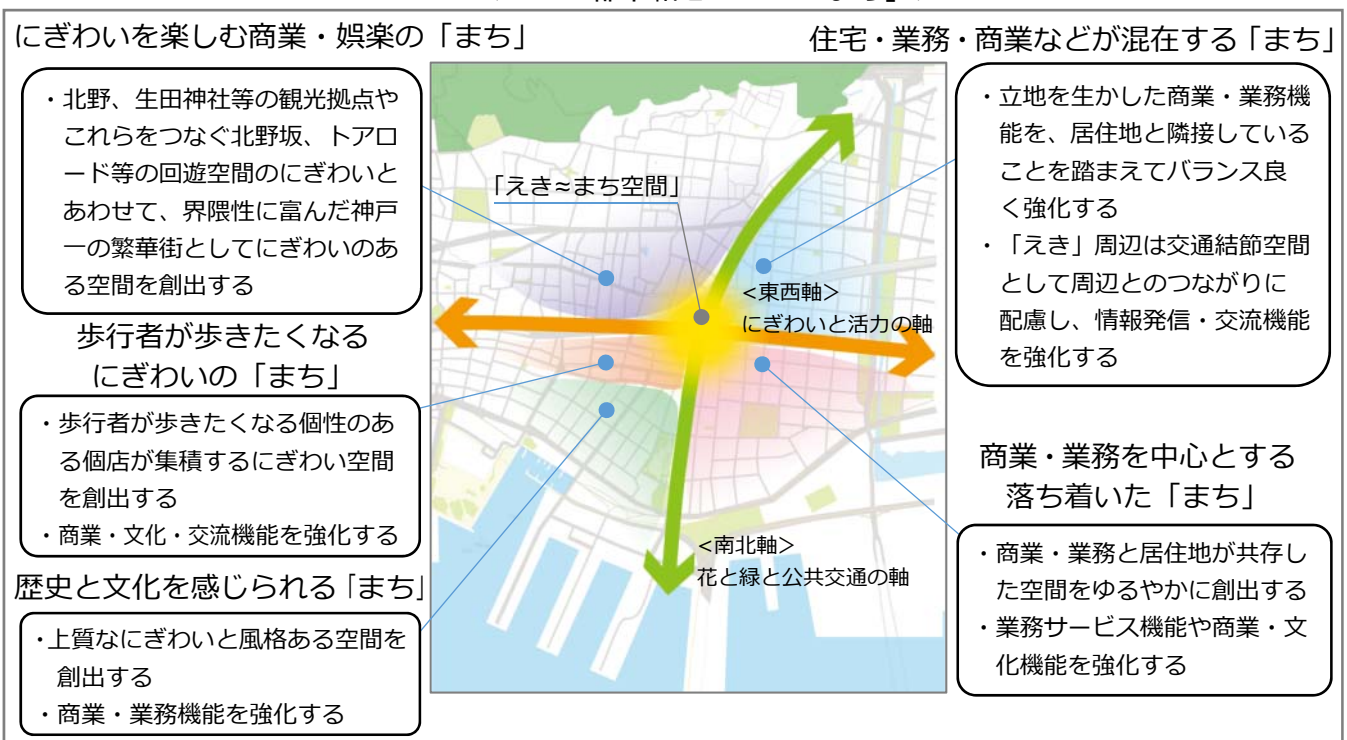 にぎわいを楽しむ商業・娯楽の「まち」
・北野、生田神社等の観光拠点や
これらをつなぐ北野坂、トアロ
ード等の回遊空間のにぎわいと
あわせて、界隈性に富んだ神戸
一の繁華街としてにぎわいのあ
る空間を創出する
歩行者が歩きたくなる
にぎわいの「まち」
・歩行者が歩きたくなる個性のあ
る個店が集積するにぎわい空間
を創出する
・商業・文化・交流機能を強化する
歴史と文化を感じられる「まち」
・上質なにぎわいと風格ある空間を
創出する
・商業・業務機能を強化する
「えき≈まち空間」
<東西軸>
にぎわいと活力の軸
<南北軸>
花と緑と公共交通の軸
住宅・業務・商業などが混在する「まち」
・立地を生かした商業・業務機
能を、居住地と隣接している
ことを踏まえてバランス良
く強化する
・「えき」周辺は交通結節空間
として周辺とのつながりに
配慮し、情報発信・交流機能
を強化する
商業・業務を中心とする
落ち着いた「まち」
・商業・業務と居住地が共存し
た空間をゆるやかに創出する
・業務サービス機能や商業・文
化機能を強化する